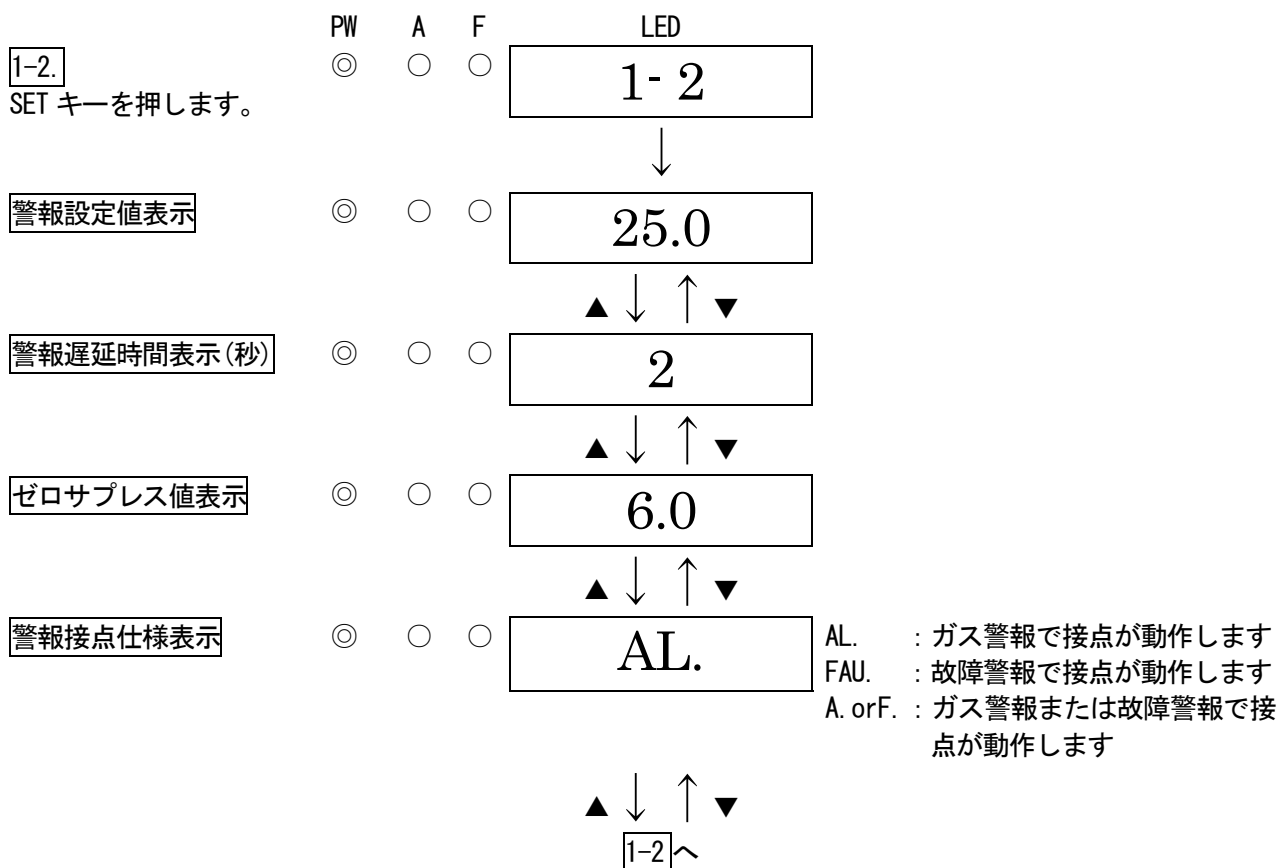 PW A F LED
1-2. ◎ ○ ○ 1- 2
SET キーを押します。
↓
警報設定値表示 ◎ ○ ○ 25.0
▲ ↓ ↑ ▼
警報遅延時間表示(秒) ◎ ○ ○ 2
▲ ↓ ↑ ▼
ゼロサプレス値表示 ◎ ○ ○ 6.0
▲ ↓ ↑ ▼
警報接点仕様表示 ◎ ○ ○ AL.
AL. :ガス警報で接点が動作します
FAU. :故障警報で接点が動作します
A.orF. :ガス警報または故障警報で接
点が動作します
▲ ↓ ↑ ▼
1-2 へ